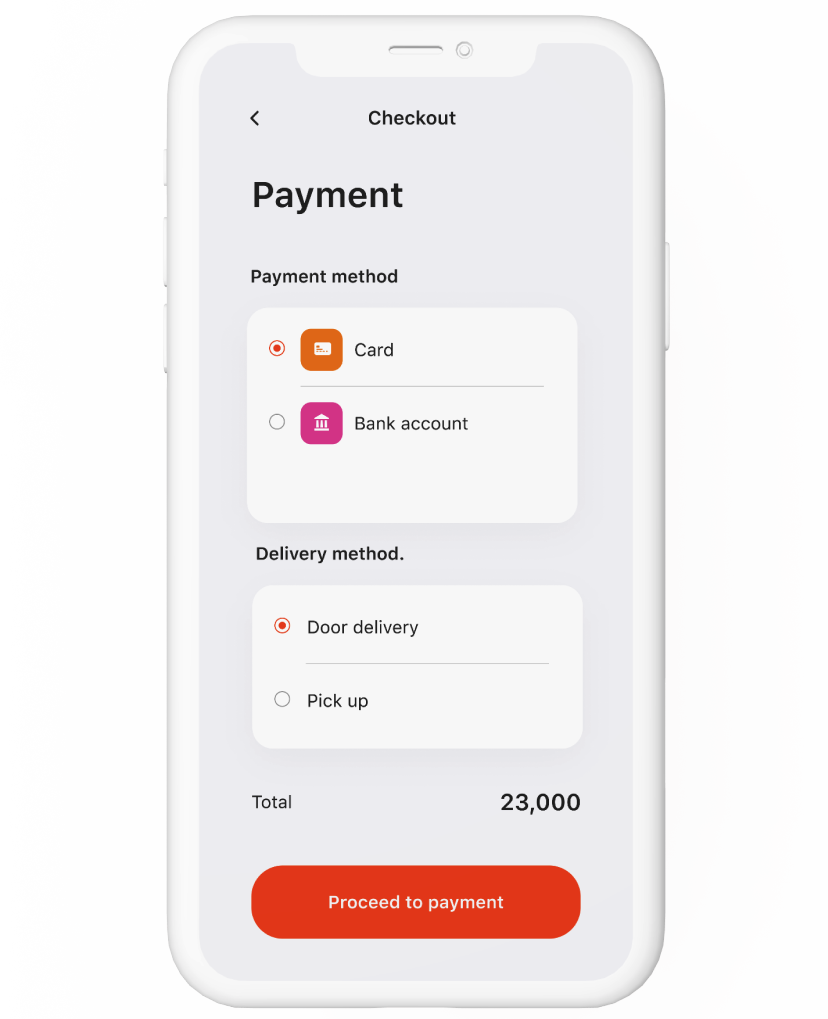 Checkout
Payment
Payment method
Card
Bank account
Delivery method.
Door delivery
Pick up
Total 23,000
Proceed to payment